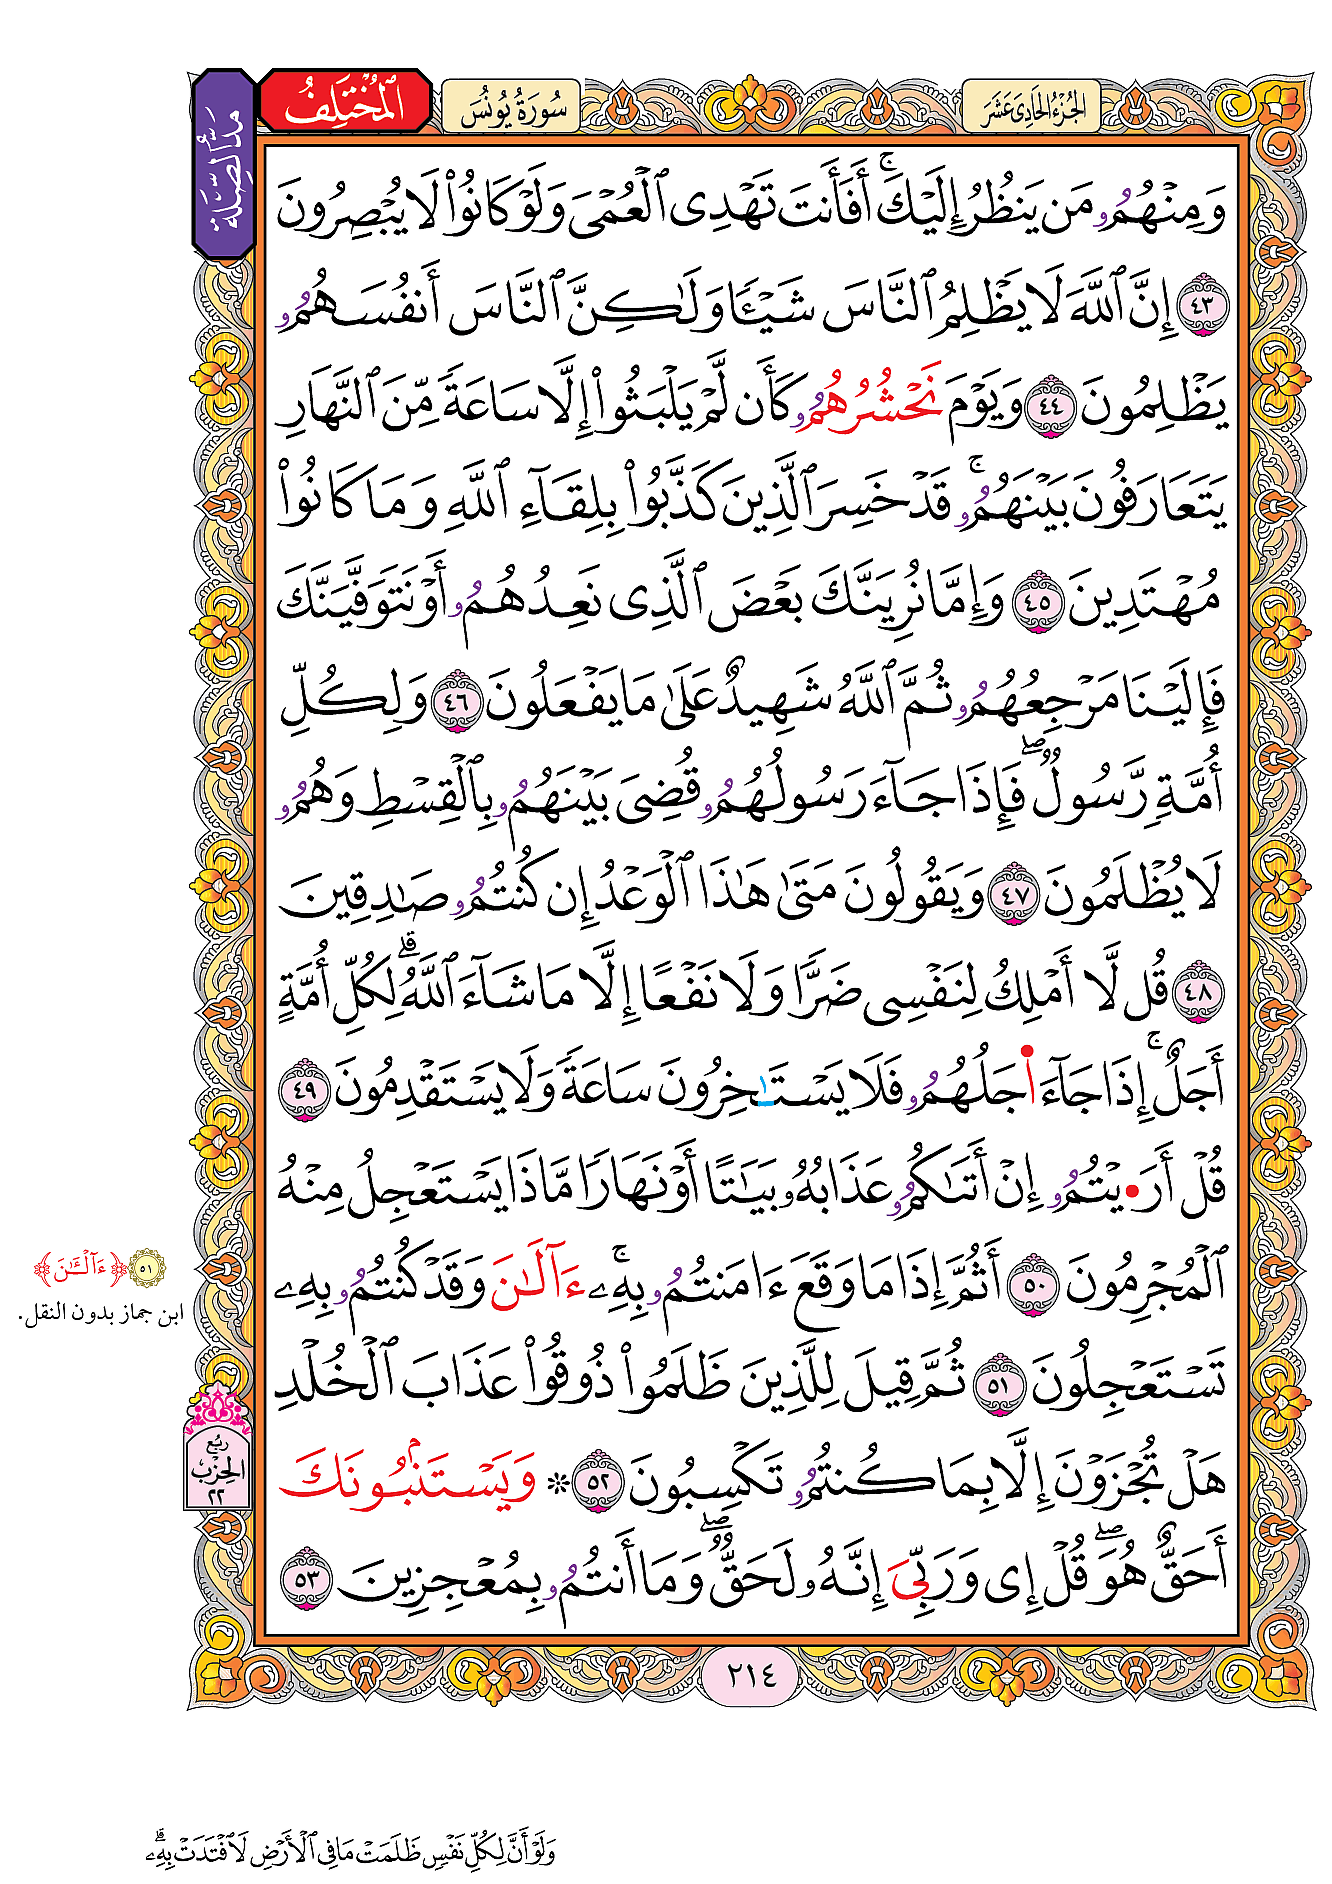 الجُزْءُ الحَادِيَ عَشَرَ
سُورَةُ يُونُسَ
المُخْتَلِفُ
مَدُّ الصِّلَة
وَمِنْهُمُۥ مَن يَنظُرُ إِلَيْكَۚ أَفَأَنتَ تَهْدِى ٱلْعُمْىَ وَلَوْ كَانُوا۟ لَا يُبْصِرُونَ
٤٣ إِنَّ ٱللَّهَ لَا يَظْلِمُ ٱلنَّاسَ شَيْـًٔا وَلَٰكِنَّ ٱلنَّاسَ أَنفُسَهُمُۥ
يَظْلِمُونَ ٤٤ وَيَوْمَ نَحْشُرُهُمُۥ كَأَن لَّمْ يَلْبَثُوٓا۟ إِلَّا سَاعَةً مِّنَ ٱلنَّهَارِ
يَتَعَارَفُونَ بَيْنَهُمُۥۚ قَدْ خَسِرَ ٱلَّذِينَ كَذَّبُوا۟ بِلِقَآءِ ٱللَّهِ وَمَا كَانُوا۟
مُهْتَدِينَ ٤٥ وَإِمَّا نُرِيَنَّكَ بَعْضَ ٱلَّذِى نَعِدُهُمُۥ أَوْ نَتَوَفَّيَنَّكَ
فَإِلَيْنَا مَرْجِعُهُمُۥ ثُمَّ ٱللَّهُ شَهِيدٌ عَلَىٰ مَا يَفْعَلُونَ ٤٦ وَلِكُلِّ
أُمَّةٍ رَّسُولٌۖ فَإِذَا جَآءَ رَسُولُهُمُۥ قُضِىَ بَيْنَهُمُۥ بِٱلْقِسْطِ وَهُمُۥ
لَا يُظْلَمُونَ ٤٧ وَيَقُولُونَ مَتَىٰ هَٰذَا ٱلْوَعْدُ إِن كُنتُمُۥ صَٰدِقِينَ
٤٨ قُل لَّآ أَمْلِكُ لِنَفْسِى ضَرًّا وَلَا نَفْعًا إِلَّا مَا شَآءَ ٱللَّهُۗ لِكُلِّ أُمَّةٍ
أَجَلٌۚ إِذَا جَآءَ اَ۬جَلُهُمُۥ فَلَا يَسْتَـٰخِرُونَ سَاعَةً وَلَا يَسْتَقْدِمُونَ ٤٩
قُلْ أَرَ•يْتُمُۥ إِنْ أَتَىٰكُمُۥ عَذَابُهُۥ بَيَٰتًا أَوْ نَهَارًا مَّاذَا يَسْتَعْجِلُ مِنْهُ
ٱلْمُجْرِمُونَ ٥٠ أَثُمَّ إِذَا مَا وَقَعَ ءَامَنتُمُۥ بِهِۦٓۚ ءَآلَـٰنَ وَقَدْ كُنتُمُۥ بِهِۦ
تَسْتَعْجِلُونَ ٥١ ثُمَّ قِيلَ لِلَّذِينَ ظَلَمُوا۟ ذُوقُوا۟ عَذَابَ ٱلْخُلْدِ
هَلْ تُجْزَوْنَ إِلَّا بِمَا كُنتُمُۥ تَكْسِبُونَ ٥٢ ۞ وَيَسْتَنۢبُونَكَ
أَحَقٌّ هُوَۖ قُلْ إِى وَرَبِّىَ إِنَّهُۥ لَحَقٌّۖ وَمَآ أَنتُمُۥ بِمُعْجِزِينَ ٥٣
٥١ ﴿ءَآلْـَٰٔنَ﴾
ابن جماز بدون النقل.
ربع
الحِزْب
٢٢
٢١٤
وَلَوْ أَنَّ لِكُلِّ نَفْسٍ ظَلَمَتْ مَا فِى ٱلْأَرْضِ لَٱفْتَدَتْ بِهِۦۗ